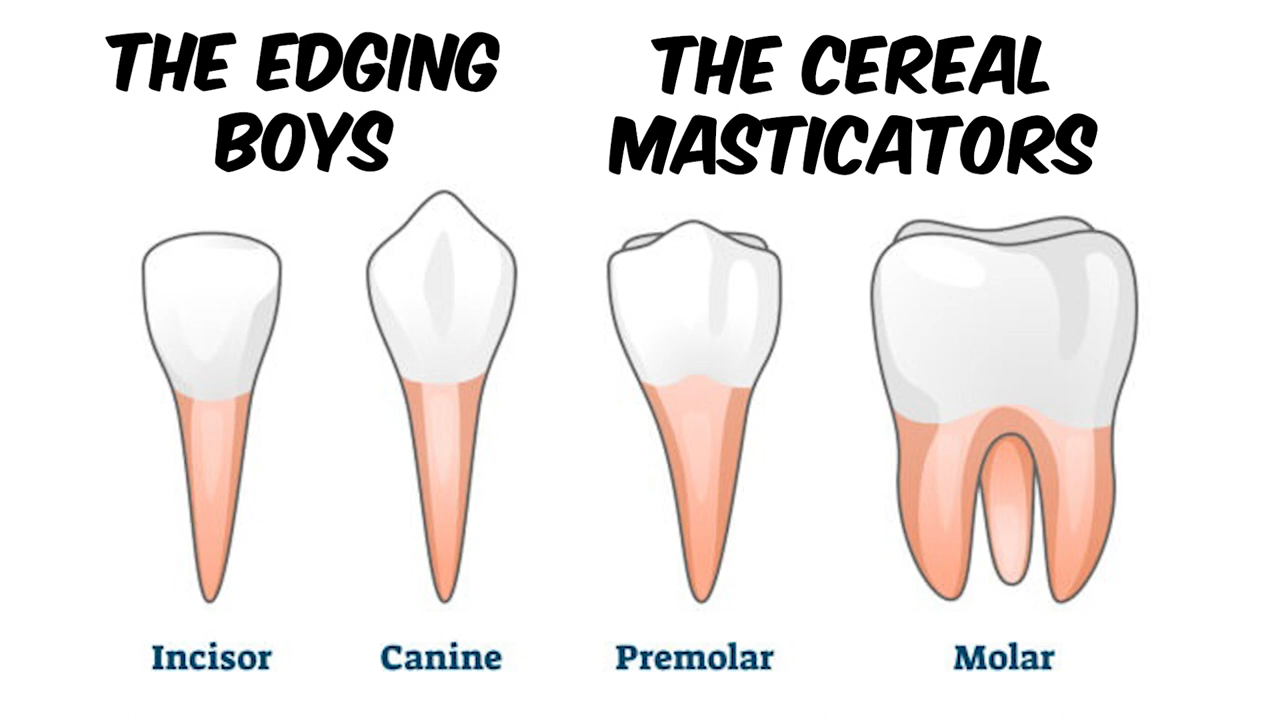 THE EDGING
BOYS
THE CEREAL
MASTICATORS
Incisor
Canine
Premolar
Molar